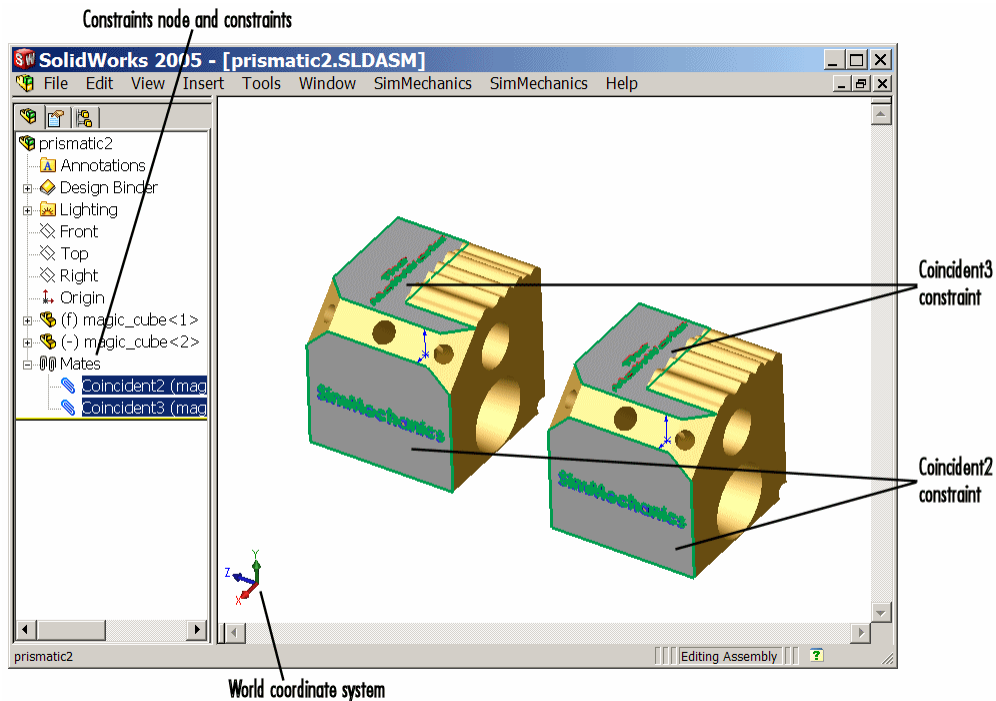 Constraints node and constraints
SW SolidWorks 2005 - [prismatic2.SLDASM]
File Edit View Insert Tools Window SimMechanics SimMechanics Help
prismatic2
A Annotations
Design Binder
Lighting
Front
Top
Right
Origin
(f) magic_cube<1>
(-) magic_cube<2>
Mates
Coincident2 (mag
Coincident3 (mag
SimMechanics
SimMechanics
Coincident3
constraint
Coincident2
constraint
Y
Z
X
prismatic2
Editing Assembly
?
World coordinate system